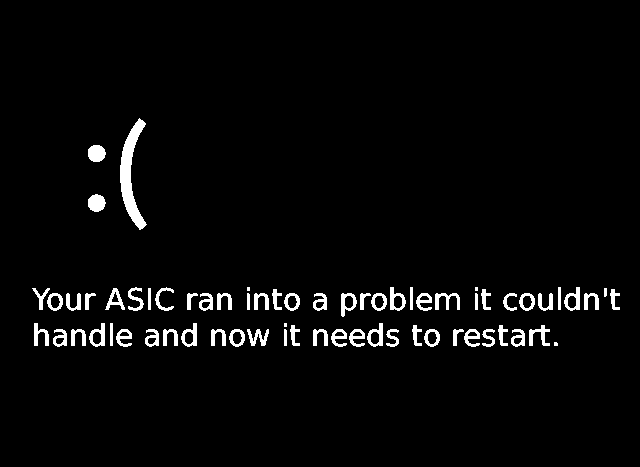 :(
Your ASIC ran into a problem it couldn't
handle and now it needs to restart.